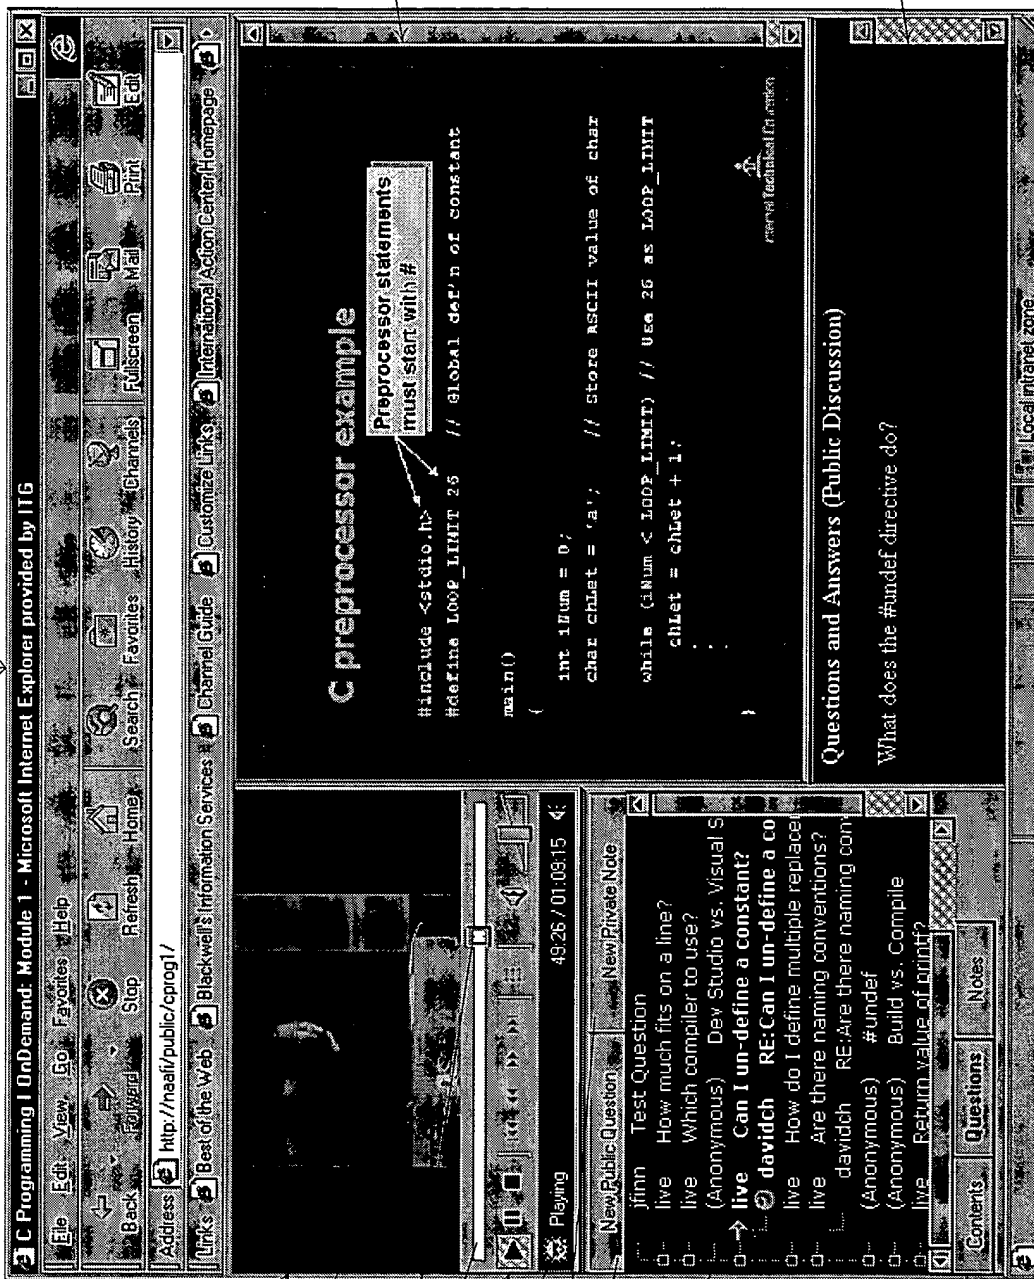 C Programming I OnDemand: Module 1 - Microsoft Internet Explorer provided by ITG
File Edit View Go Favorites Help
Back Forward Stop Refresh Home Search Favorites History Channels Fullscreen Mail Print Edit
Address http://naafi/public/cprog1/
Links Best of the Web Blackwell's Information Services Channel Guide Customize Links International Action Center Homepage
Playing 49:26 / 01:09:15
New Public Question New Private Note
jfinn Test Question
live How much fits on a line?
live Which compiler to use?
(Anonymous) Dev Studio vs. Visual S
live Can I un-define a constant?
davidch RE:Can I un-define a co
live How do I define multiple replacer
live Are there naming conventions?
davidch RE:Are there naming conv
(Anonymous) #undef
(Anonymous) Build vs. Compile
live Return value of printf?
Contents Questions Notes
C preprocessor example
Preprocessor statements
must start with #
#include <stdio.h>
#define LOOP_LIMIT 26 // Global def'n of constant
main()
{
int iNum = 0;
char chLet = 'a'; // Store ASCII value of char
while (iNum < LOOP_LIMIT) // Use 26 as LOOP_LIMIT
chLet = chLet + 1;
:
:
}
Technical Education
Questions and Answers (Public Discussion)
What does the #undef directive do?
Local intranet zone